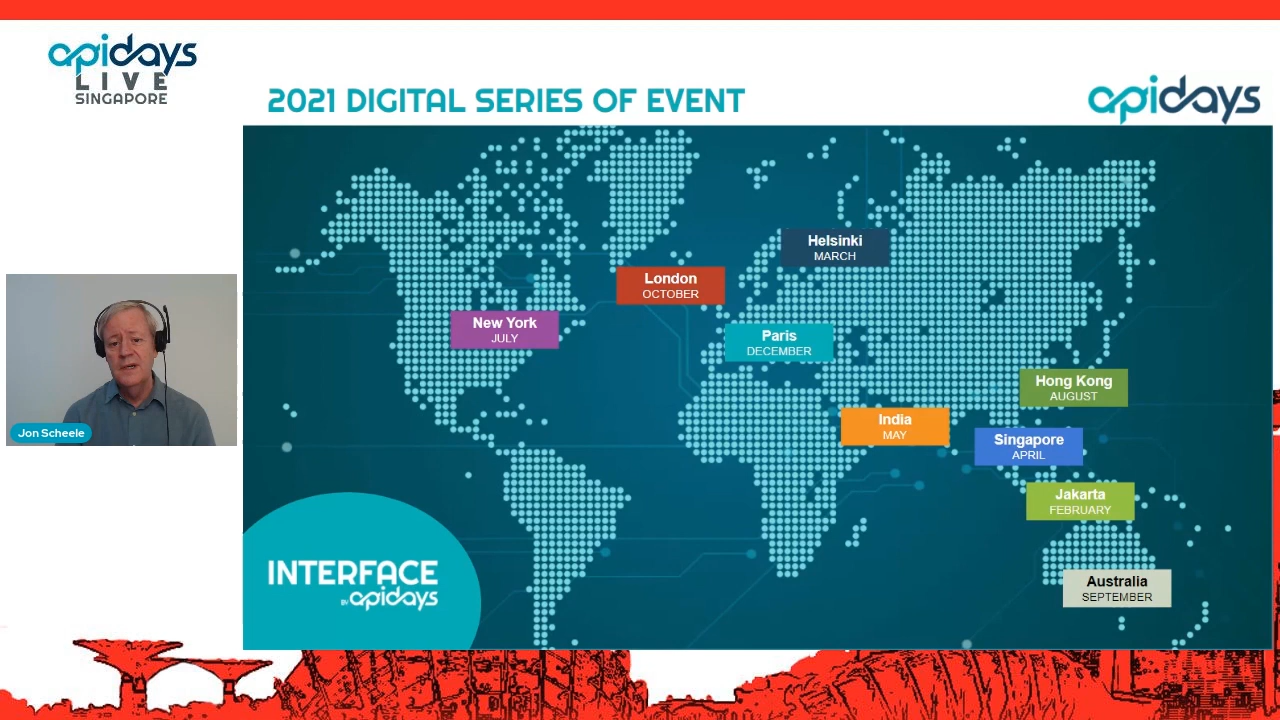 apidays
LIVE
SINGAPORE
2021 DIGITAL SERIES OF EVENT
apidays
Helsinki
MARCH
London
OCTOBER
New York
JULY
Paris
DECEMBER
Hong Kong
AUGUST
India
MAY
Singapore
APRIL
Jakarta
FEBRUARY
Australia
SEPTEMBER
Jon Scheele
INTERFACE
BY apidays